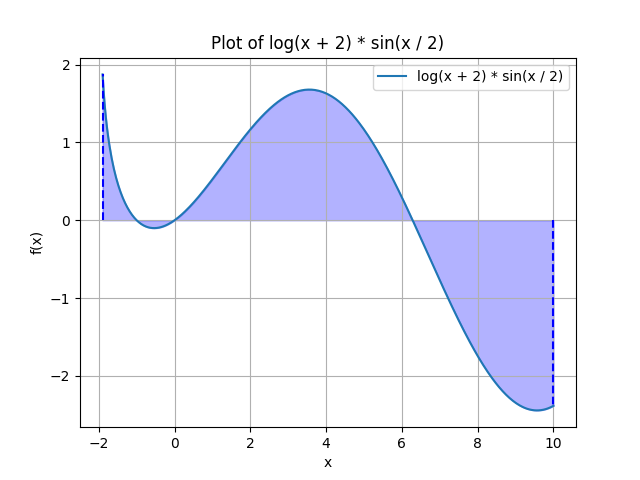 Plot of log(x + 2) * sin(x / 2)
log(x + 2) * sin(x / 2)
2
1
0
−1
−2
f(x)
−2 0 2 4 6 8 10
x